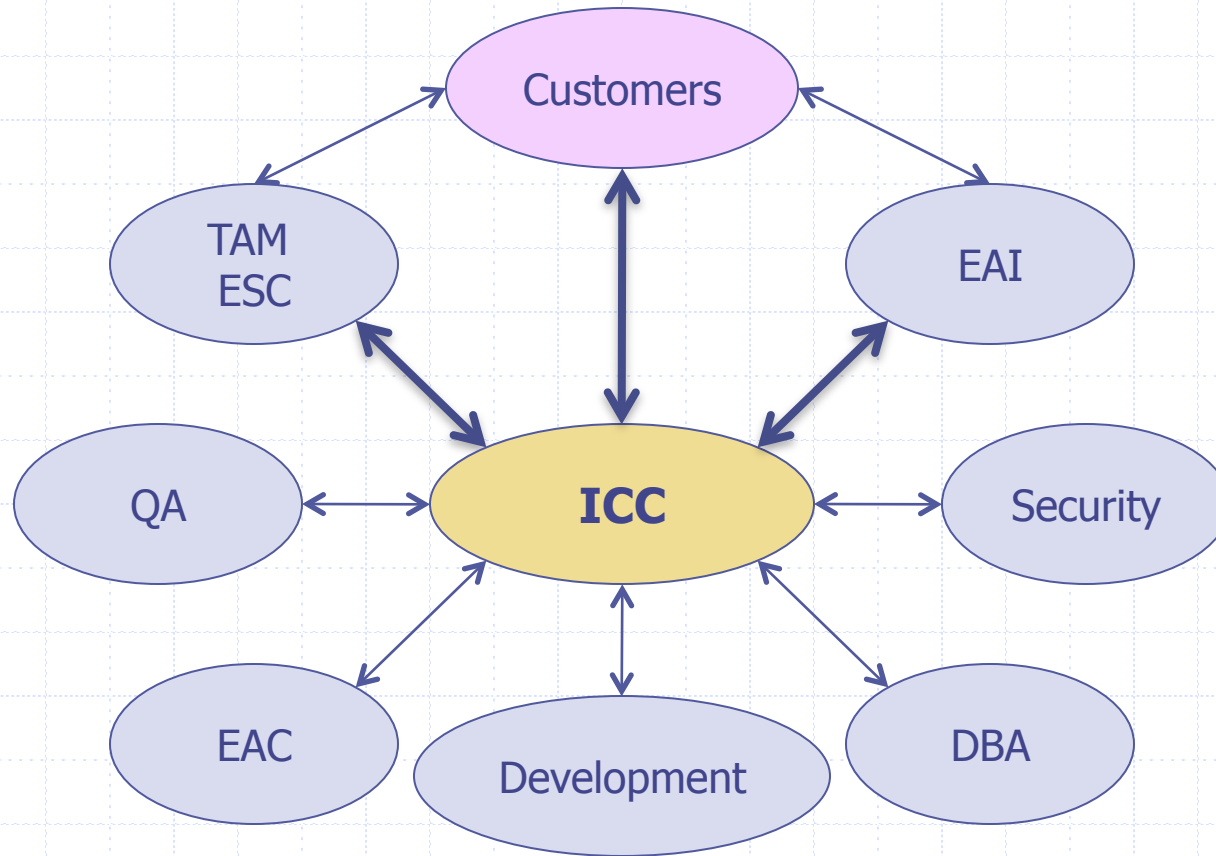 Customers
TAM
ESC
EAI
QA
ICC
Security
EAC
Development
DBA